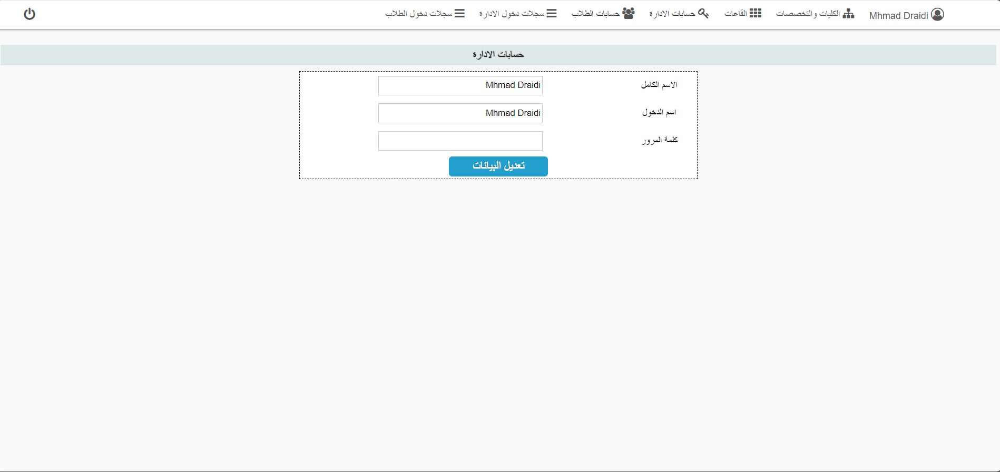 Mhmad Draidi
الكليات والتخصصات
القاعات
حسابات الادارة
حسابات الطلاب
سجلات دخول الادارة
سجلات دخول الطلاب
حسابات الادارة
الاسم الكامل
Mhmad Draidi
اسم الدخول
Mhmad Draidi
كلمة المرور
تعديل البيانات